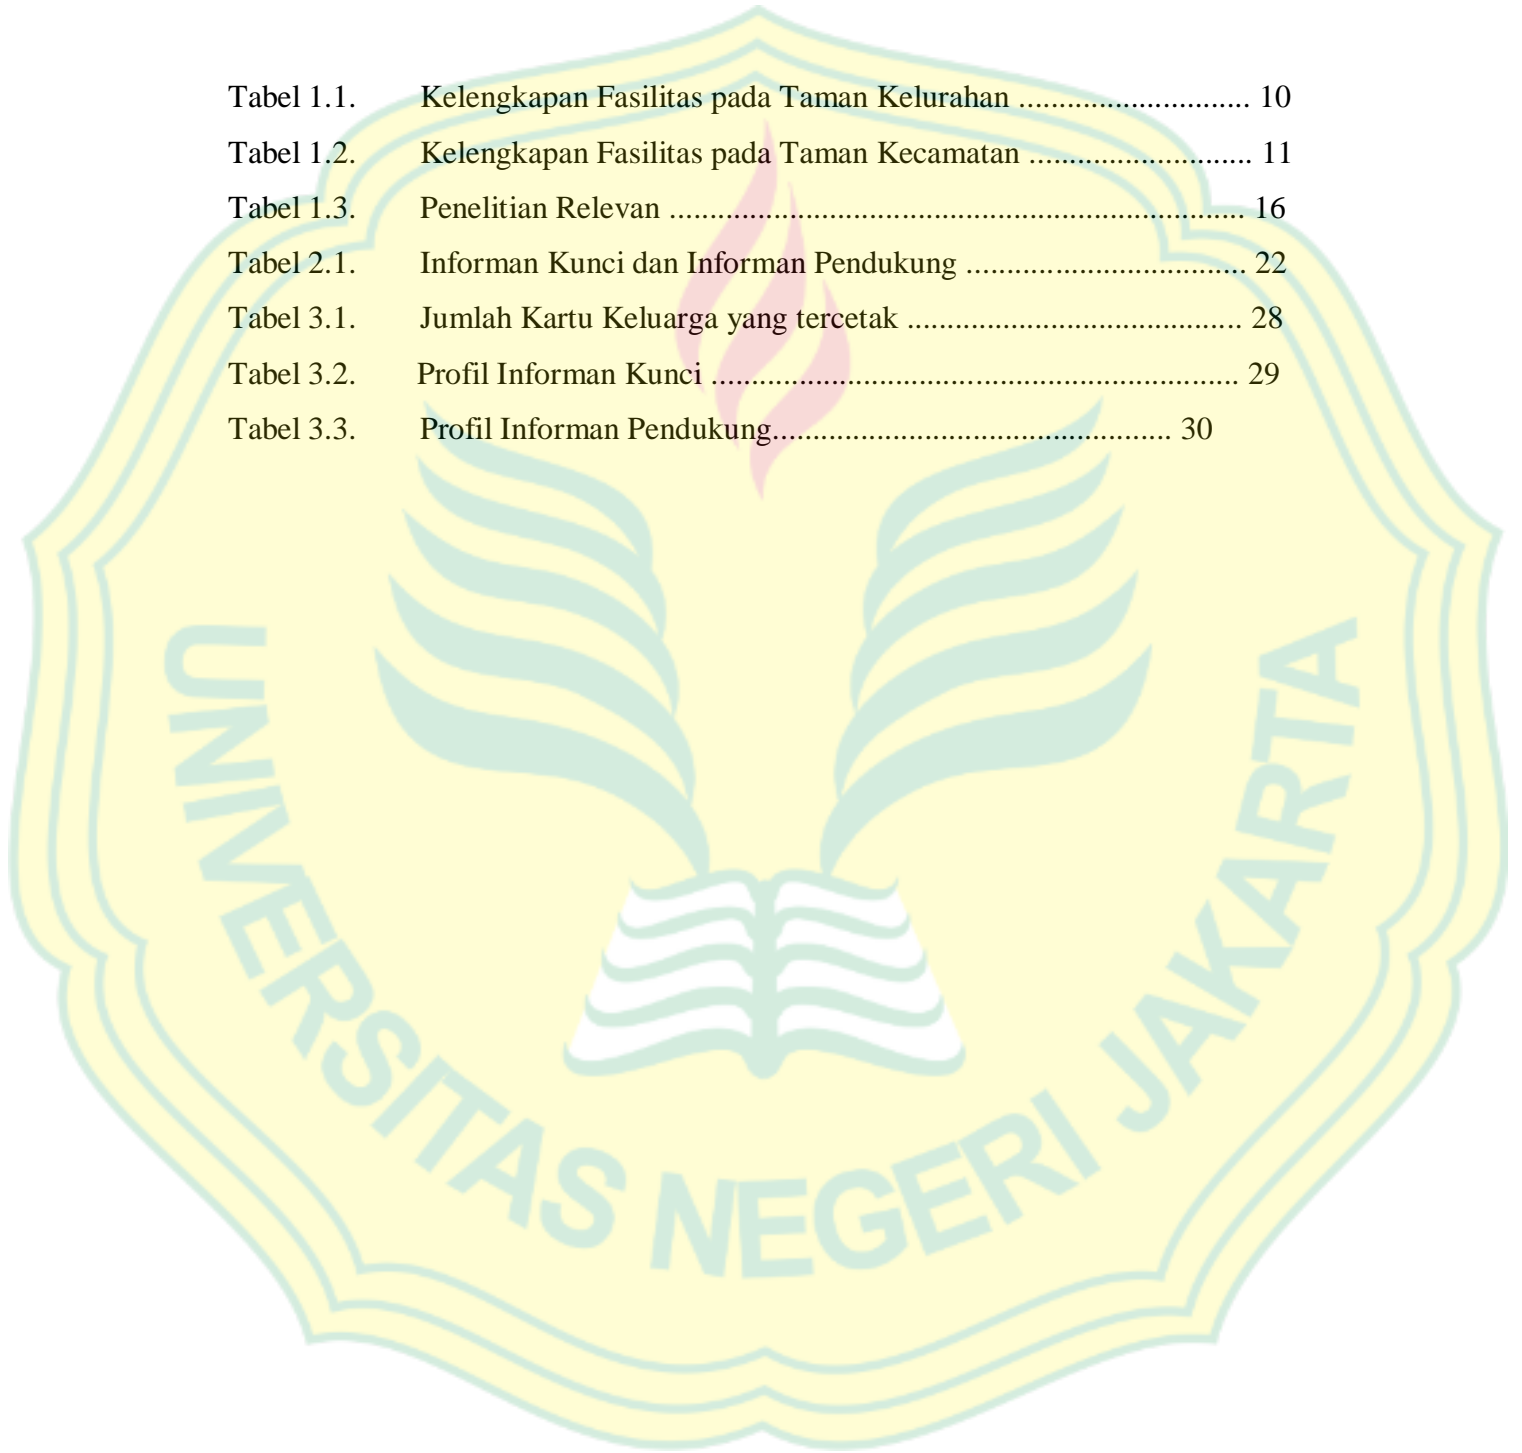 Tabel 1.1. Kelengkapan Fasilitas pada Taman Kelurahan ............................. 10
Tabel 1.2. Kelengkapan Fasilitas pada Taman Kecamatan ............................ 11
Tabel 1.3. Penelitian Relevan ....................................................................... 16
Tabel 2.1. Informan Kunci dan Informan Pendukung ................................... 22
Tabel 3.1. Jumlah Kartu Keluarga yang tercetak ......................................... 28
Tabel 3.2. Profil Informan Kunci ................................................................. 29
Tabel 3.3. Profil Informan Pendukung................................................. 30
UNIVERSITAS NEGERI JAKARTA